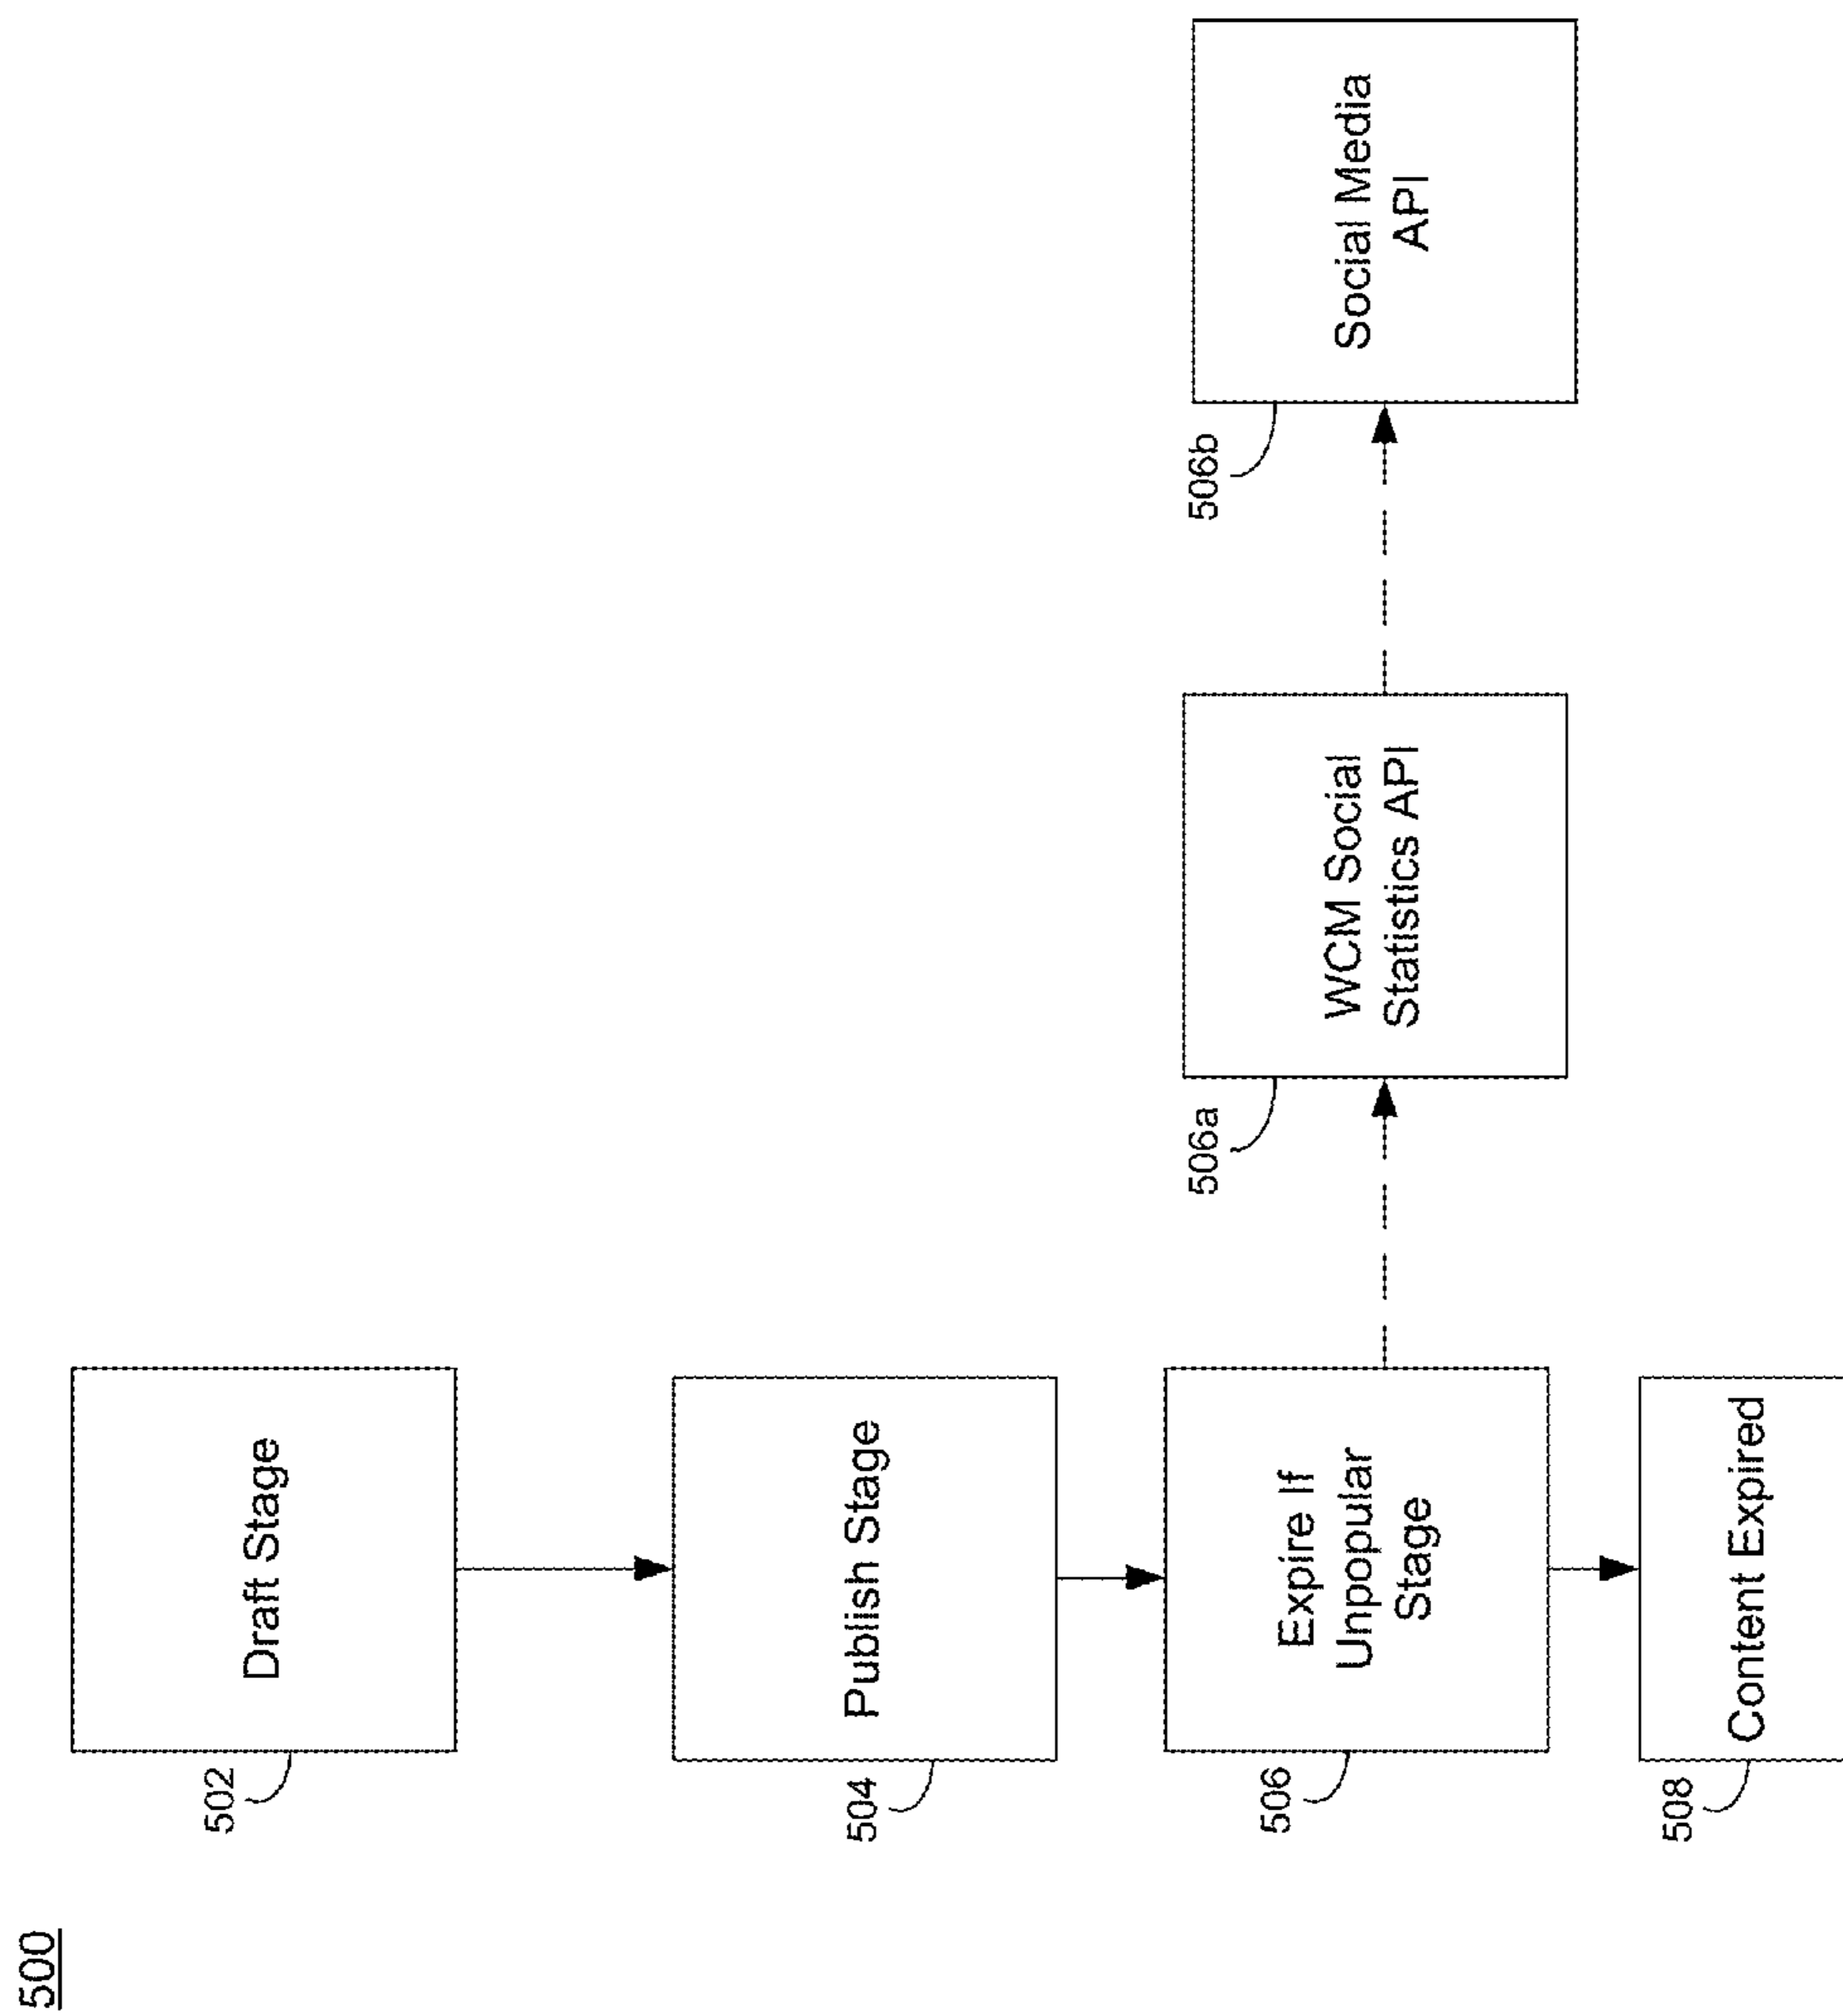 500
502
Draft Stage
504
Publish Stage
506
Expire If
Unpopular
Stage
506a
WCM Social
Statistics API
506b
Social Media
API
508
Content Expired